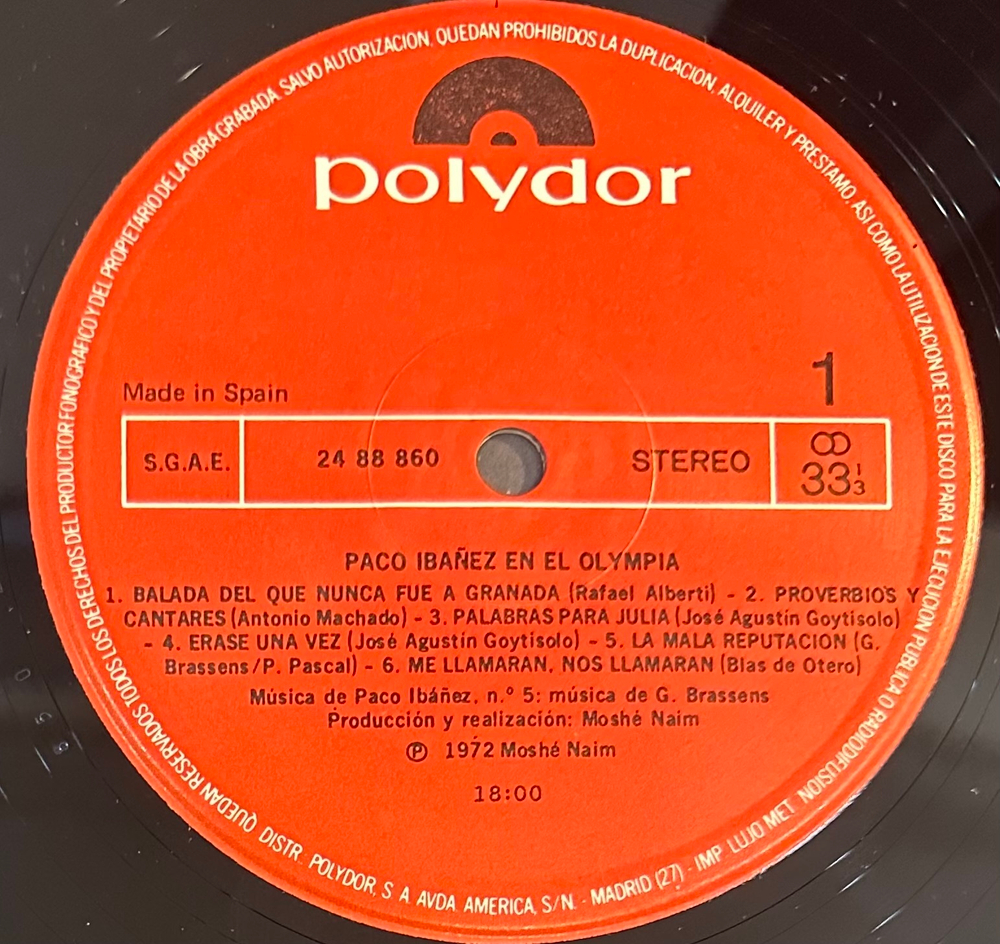 QUEDAN RESERVADOS TODOS LOS DERECHOS DEL PRODUCTOR FONOGRAFICO Y DEL PROPIETARIO DE LA OBRA GRABADA. SALVO AUTORIZACION, QUEDAN PROHIBIDOS LA DUPLICACION, ALQUILER Y PRESTAMO, ASI COMO LA UTILIZACION DE ESTE DISCO PARA LA EJECUCION PUBLICA O RADIODIFUSION
polydor
Made in Spain
1
S.G.A.E.
24 88 860
STEREO
33 1/3
PACO IBAÑEZ EN EL OLYMPIA
1. BALADA DEL QUE NUNCA FUE A GRANADA (Rafael Alberti) - 2. PROVERBIOS Y
CANTARES (Antonio Machado) - 3. PALABRAS PARA JULIA (José Agustín Goytisolo)
- 4. ERASE UNA VEZ (José Agustín Goytisolo) - 5. LA MALA REPUTACION (G.
Brassens/P. Pascal) - 6. ME LLAMARAN, NOS LLAMARAN (Blas de Otero)
Música de Paco Ibáñez, n.º 5: música de G. Brassens
Producción y realización: Moshé Naim
℗ 1972 Moshé Naim
18:00
DISTR. POLYDOR, S A. AVDA. AMERICA, S/N. - MADRID (27) - IMP. LUJO MET